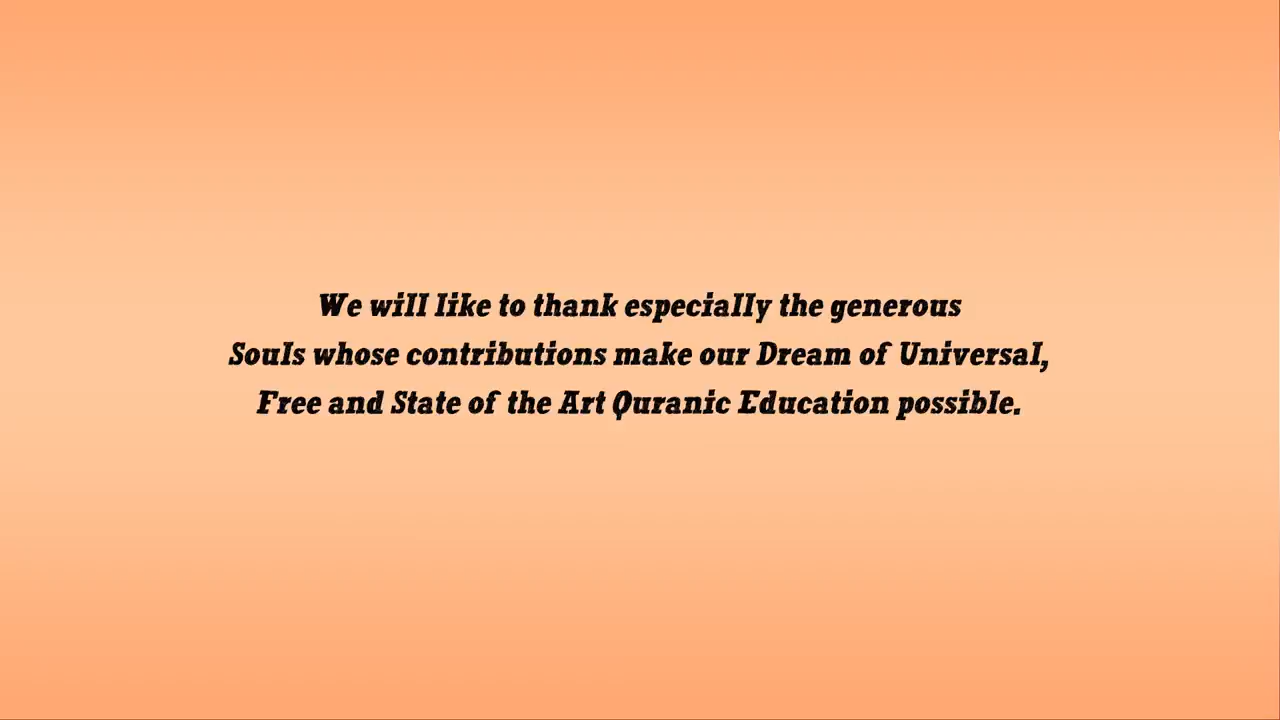 We will like to thank especially the generous
Souls whose contributions make our Dream of Universal,
Free and State of the Art Quranic Education possible.